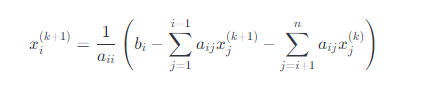 $$x_i^{(k+1)} = \frac{1}{a_{ii}} \left( b_i - \sum_{j=1}^{i-1} a_{ij} x_j^{(k+1)} - \sum_{j=i+1}^{n} a_{ij} x_j^{(k)} \right)$$